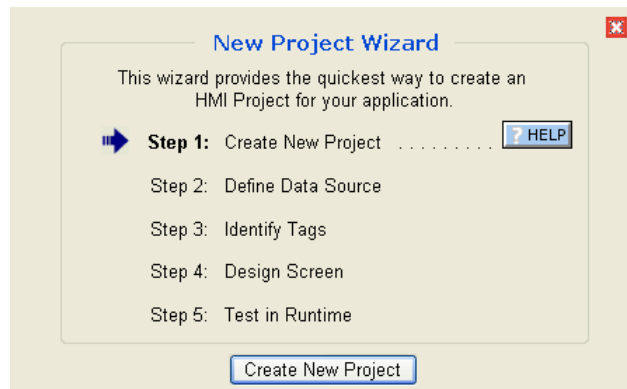 New Project Wizard
This wizard provides the quickest way to create an
HMI Project for your application.
Step 1: Create New Project . . . . . . . . . ? HELP
Step 2: Define Data Source
Step 3: Identify Tags
Step 4: Design Screen
Step 5: Test in Runtime
Create New Project